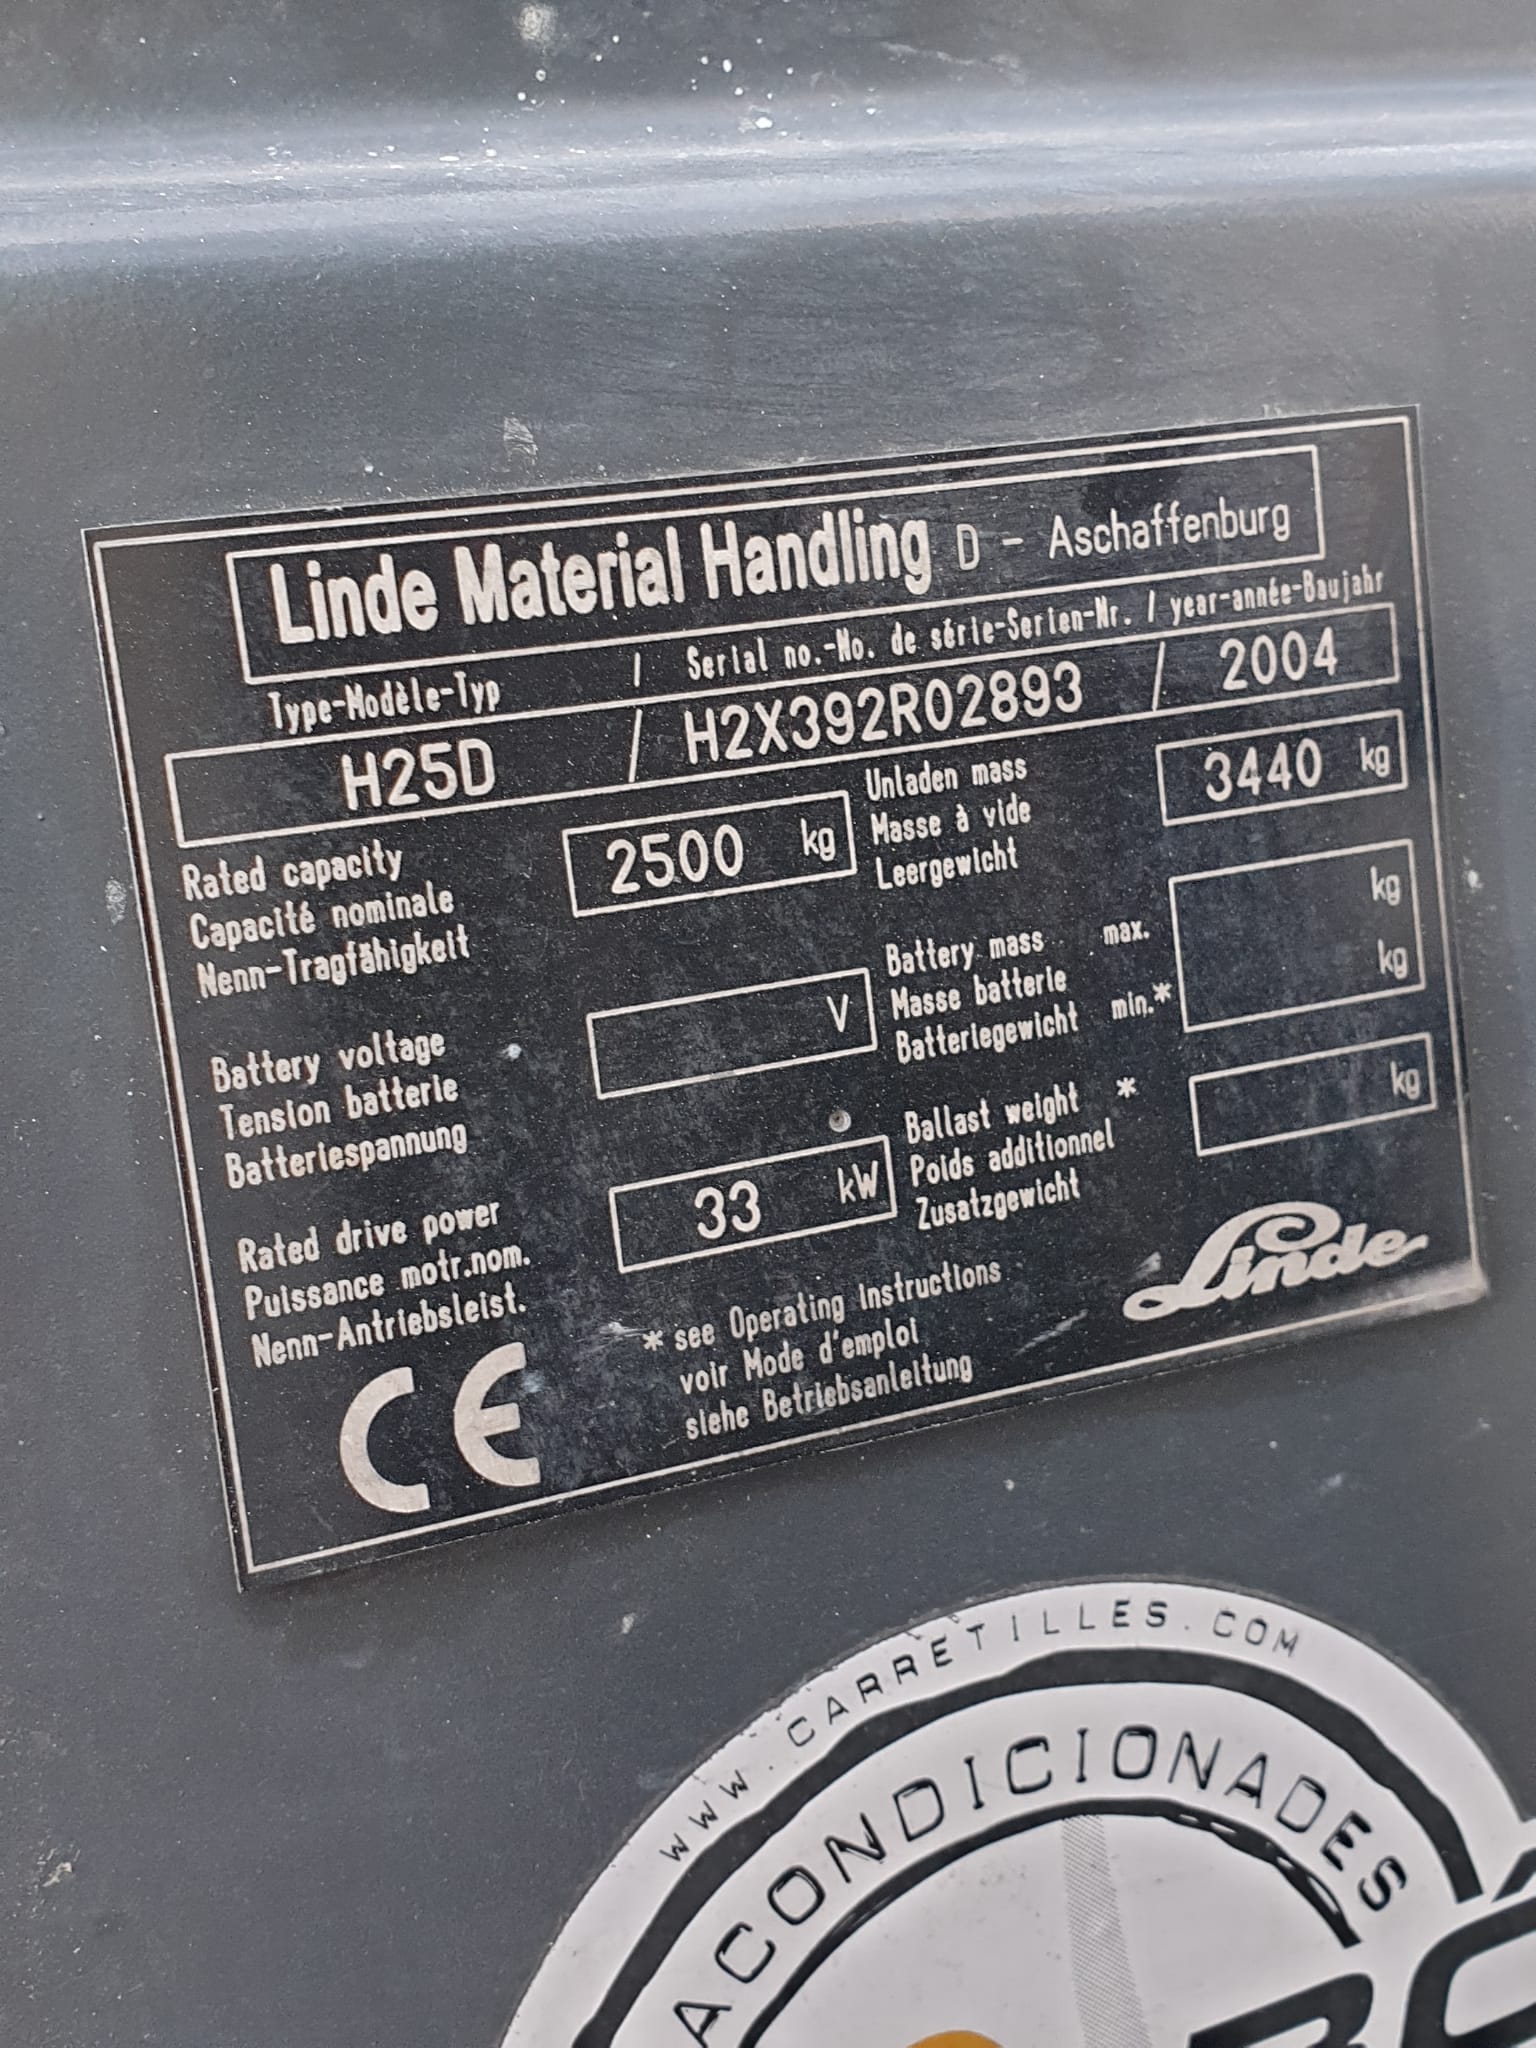 Linde Material Handling D - Aschaffenburg
Type-Modèle-Typ / Serial no.-No. de série-Serien-Nr. / year-année-Baujahr
H25D / H2X392R02893 / 2004
Rated capacity
Capacité nominale
Nenn-Tragfähigkeit
2500 kg
Unladen mass
Masse à vide
Leergewicht
3440 kg
Battery voltage
Tension batterie
Batteriespannung
V
Battery mass max.
Masse batterie
Batteriegewicht min.*
kg
kg
Rated drive power
Puissance motr.nom.
Nenn-Antriebsleist.
33 kW
Ballast weight *
Poids additionnel
Zusatzgewicht
kg
CE
* see Operating Instructions
voir Mode d'emploi
siehe Betriebsanleitung
Linde
WWW.CARRETILLES.COM
ACONDICIONADES